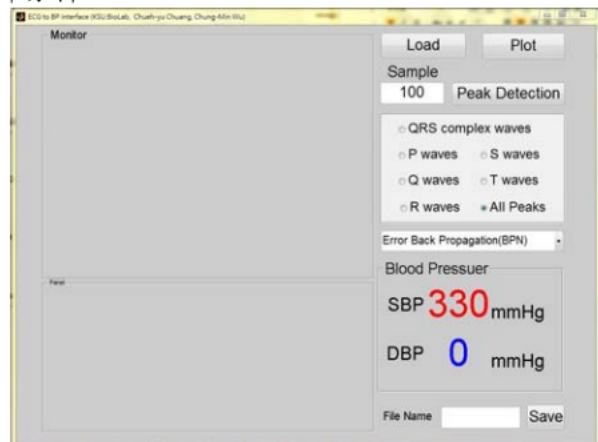 ECG to BP Interface (KSU:BioLab, Chueh-yu Chuang, Chung-Min Wu)
Monitor
Load Plot
Sample
100 Peak Detection
QRS complex waves
P waves S waves
Q waves T waves
R waves All Peaks
Error Back Propagation(BPN)
Panel
Blood Pressuer
SBP 330 mmHg
DBP 0 mmHg
File Name Save